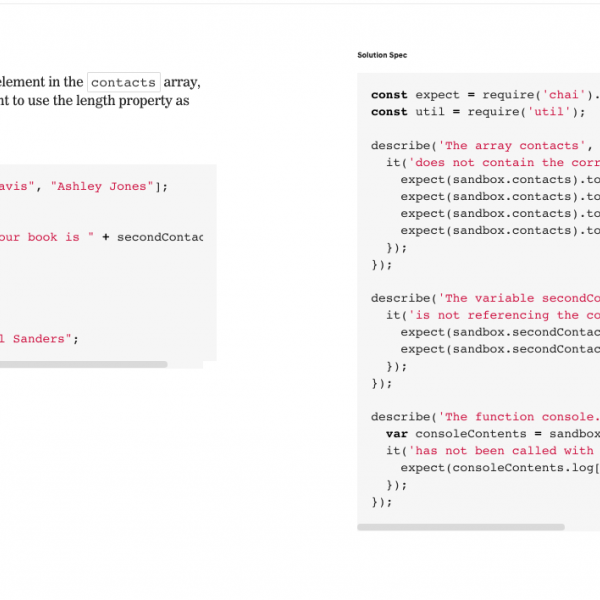 element in the contacts array,
nt to use the length property as
avis", "Ashley Jones"];
our book is " + secondContac
l Sanders";
Solution Spec
const expect = require('chai').
const util = require('util');
describe('The array contacts',
it('does not contain the corr
expect(sandbox.contacts).to
expect(sandbox.contacts).to
expect(sandbox.contacts).to
expect(sandbox.contacts).to
});
});
describe('The variable secondCo
it('is not referencing the co
expect(sandbox.secondContac
expect(sandbox.secondContac
});
});
describe('The function console.
var consoleContents = sandbox
it('has not been called with
expect(consoleContents.log[
});
});